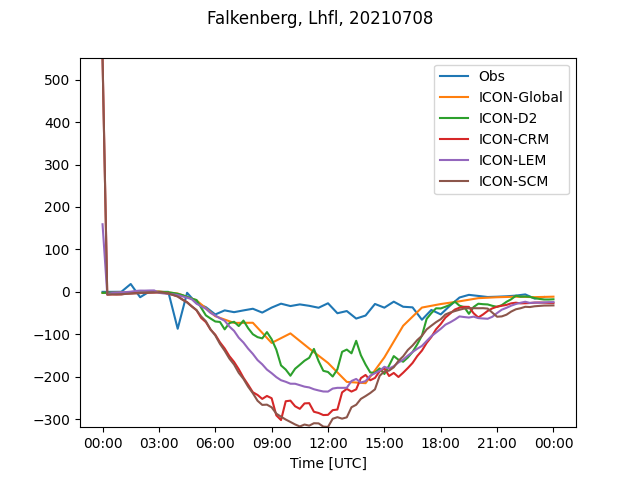 Falkenberg, Lhfl, 20210708
Obs
ICON-Global
ICON-D2
ICON-CRM
ICON-LEM
ICON-SCM
500
400
300
200
100
0
−100
−200
−300
00:00 03:00 06:00 09:00 12:00 15:00 18:00 21:00 00:00
Time [UTC]